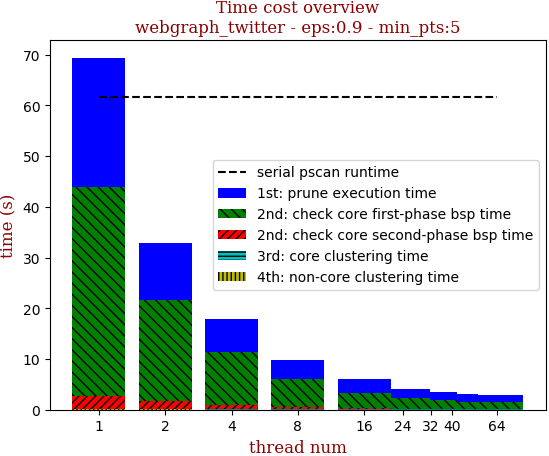 Time cost overview
webgraph_twitter - eps:0.9 - min_pts:5
time (s)
70
60
50
40
30
20
10
0
serial pscan runtime
1st: prune execution time
2nd: check core first-phase bsp time
2nd: check core second-phase bsp time
3rd: core clustering time
4th: non-core clustering time
1 2 4 8 16 24 32 40 64
thread num